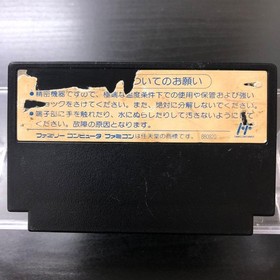 ついてのお願い
●精密機器ですので、極端な温度条件下での使用や保管および強い
ョックをさけてください。また、絶対に分解しないでください。
●端子部に手を触れたり、水にぬらしたりして汚さないようにし
ください。故障の原因となります。
ファミリーコンピュータ ファミコンは任天堂の商標です。